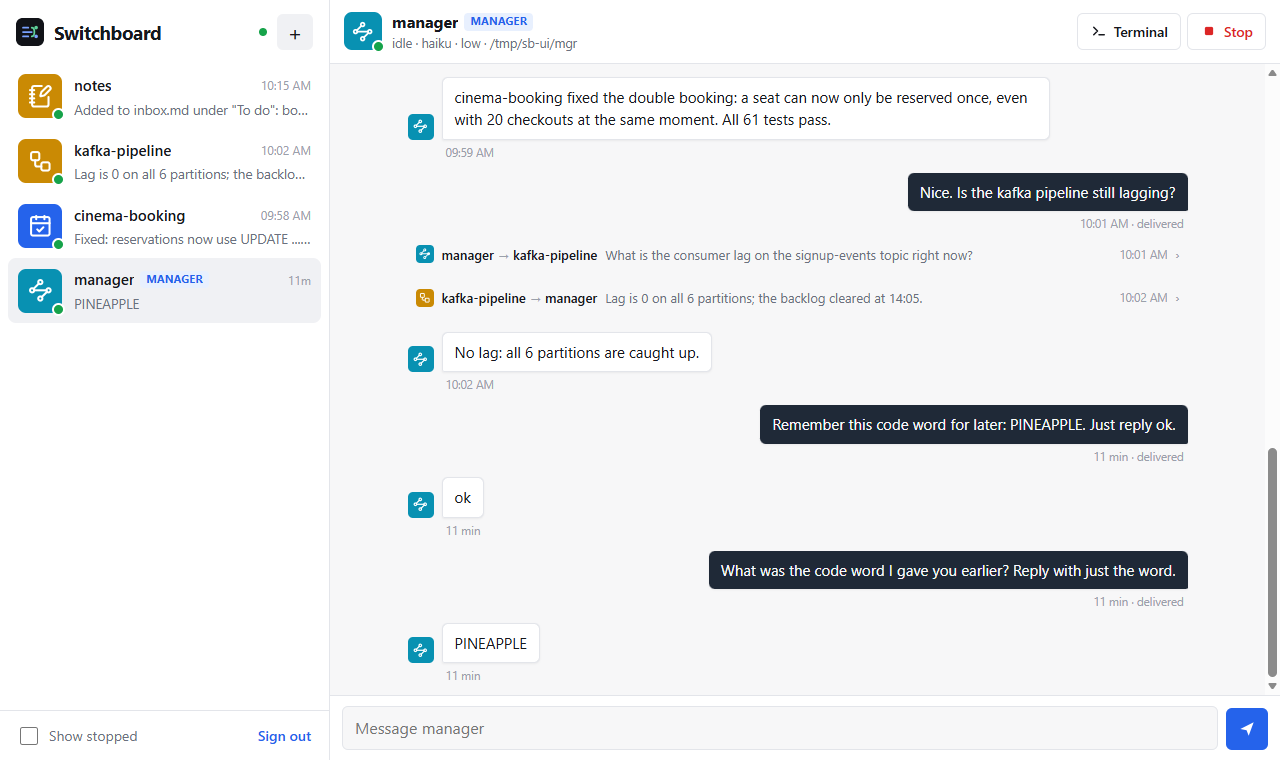 Switchboard
+
notes
10:15 AM
Added to inbox.md under "To do": bo...
kafka-pipeline
10:02 AM
Lag is 0 on all 6 partitions; the backlo...
cinema-booking
09:58 AM
Fixed: reservations now use UPDATE ......
manager MANAGER
11m
PINEAPPLE
Show stopped
Sign out
manager MANAGER
idle · haiku · low · /tmp/sb-ui/mgr
Terminal
Stop
cinema-booking fixed the double booking: a seat can now only be reserved once, even
with 20 checkouts at the same moment. All 61 tests pass.
09:59 AM
Nice. Is the kafka pipeline still lagging?
10:01 AM · delivered
manager → kafka-pipeline What is the consumer lag on the signup-events topic right now? 10:01 AM ›
kafka-pipeline → manager Lag is 0 on all 6 partitions; the backlog cleared at 14:05. 10:02 AM ›
No lag: all 6 partitions are caught up.
10:02 AM
Remember this code word for later: PINEAPPLE. Just reply ok.
11 min · delivered
ok
11 min
What was the code word I gave you earlier? Reply with just the word.
11 min · delivered
PINEAPPLE
11 min
Message manager